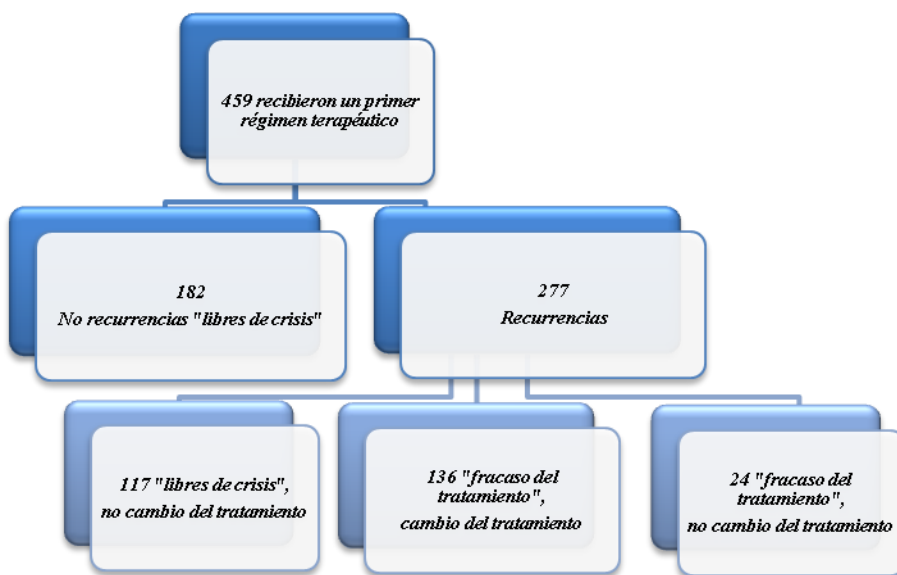 459 recibieron un primer
régimen terapéutico
182
No recurrencias "libres de crisis"
277
Recurrencias
117 "libres de crisis",
no cambio del tratamiento
136 "fracaso del
tratamiento",
cambio del tratamiento
24 "fracaso del
tratamiento",
no cambio del tratamiento